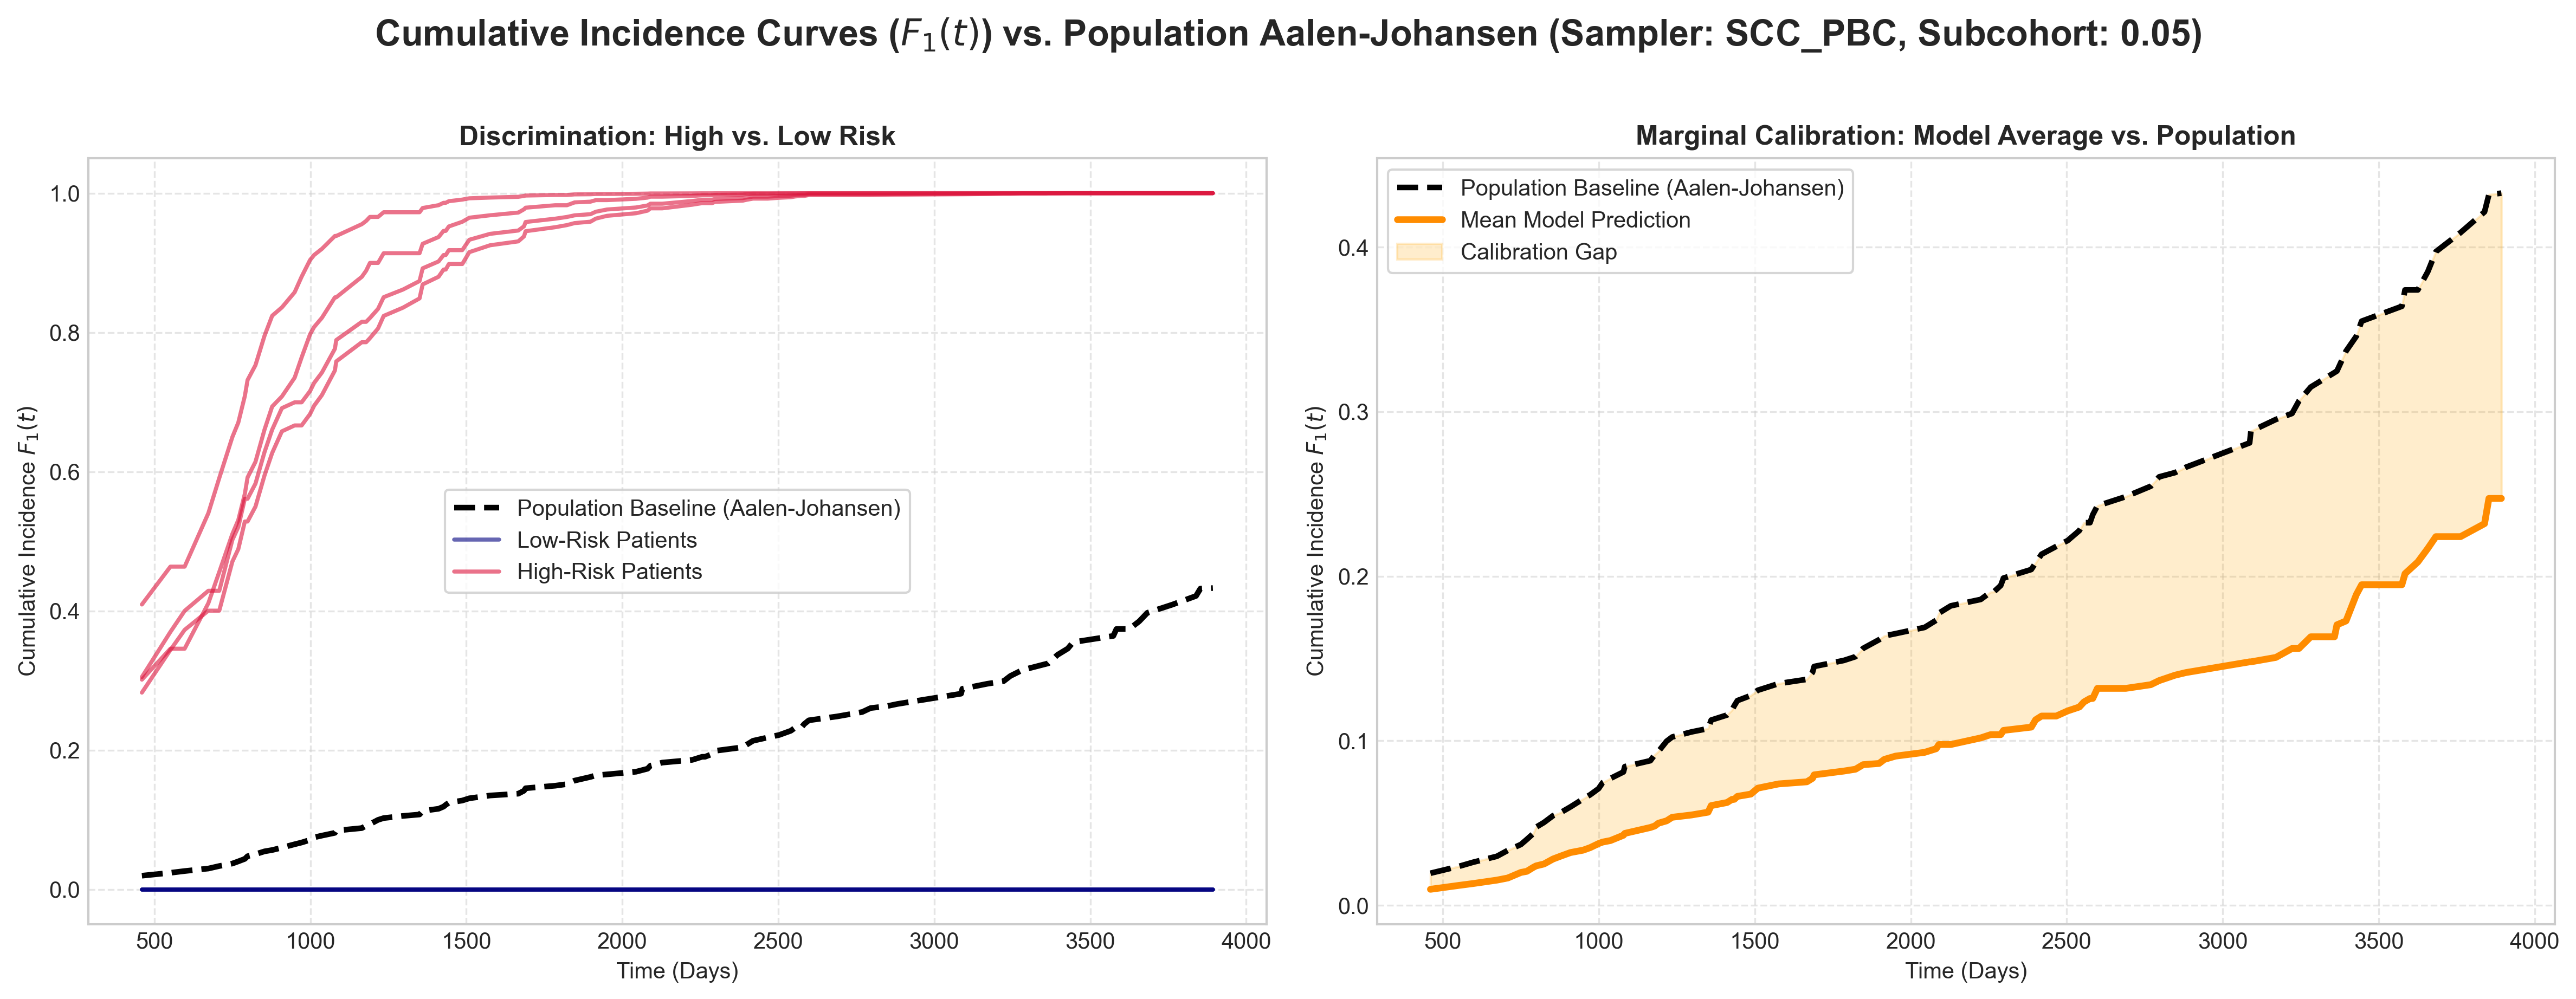 Cumulative Incidence Curves (F₁(t)) vs. Population Aalen-Johansen (Sampler: SCC_PBC, Subcohort: 0.05)
Discrimination: High vs. Low Risk
Cumulative Incidence F₁(t)
1.0
0.8
0.6
0.4
0.2
0.0
Population Baseline (Aalen-Johansen)
Low-Risk Patients
High-Risk Patients
500 1000 1500 2000 2500 3000 3500 4000
Time (Days)
Marginal Calibration: Model Average vs. Population
Cumulative Incidence F₁(t)
Population Baseline (Aalen-Johansen)
Mean Model Prediction
Calibration Gap
0.4
0.3
0.2
0.1
0.0
500 1000 1500 2000 2500 3000 3500 4000
Time (Days)